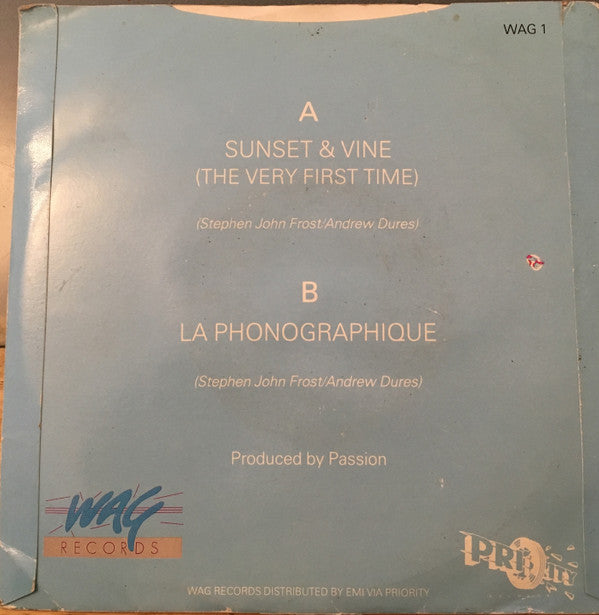 WAG 1
A
SUNSET & VINE
(THE VERY FIRST TIME)
(Stephen John Frost/Andrew Dures)
B
LA PHONOGRAPHIQUE
(Stephen John Frost/Andrew Dures)
Produced by Passion
WAG
RECORDS
PRIORITY
WAG RECORDS DISTRIBUTED BY EMI VIA PRIORITY